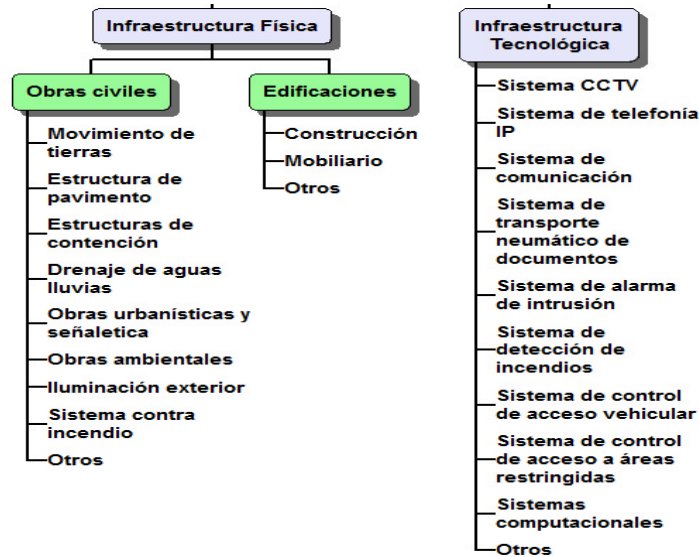 Infraestructura Física
Obras civiles
Movimiento de
tierras
Estructura de
pavimento
Estructuras de
contención
Drenaje de aguas
lluvias
Obras urbanísticas y
señaletica
Obras ambientales
Iluminación exterior
Sistema contra
incendio
Otros
Edificaciones
Construcción
Mobiliario
Otros
Infraestructura
Tecnológica
Sistema CCTV
Sistema de telefonía
IP
Sistema de
comunicación
Sistema de
transporte
neumático de
documentos
Sistema de alarma
de intrusión
Sistema de
detección de
incendios
Sistema de control
de acceso vehicular
Sistema de control
de acceso a áreas
restringidas
Sistemas
computacionales
Otros